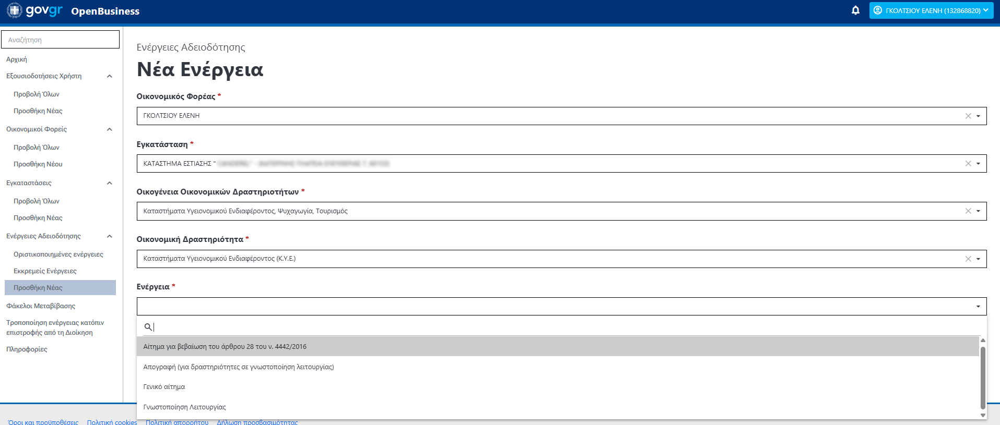 govgr OpenBusiness
ΓΚΟΛΤΣΙΟΥ ΕΛΕΝΗ (132868820)
Αναζήτηση
Αρχική
Εξουσιοδοτήσεις Χρήστη
Προβολή Όλων
Προσθήκη Νέας
Οικονομικοί Φορείς
Προβολή Όλων
Προσθήκη Νέου
Εγκαταστάσεις
Προβολή Όλων
Προσθήκη Νέας
Ενέργειες Αδειοδότησης
Οριστικοποιημένες ενέργειες
Εκκρεμείς Ενέργειες
Προσθήκη Νέας
Φάκελοι Μεταβίβασης
Τροποποίηση ενέργειας κατόπιν
επιστροφής από τη Διοίκηση
Πληροφορίες
Ενέργειες Αδειοδότησης
Νέα Ενέργεια
Οικονομικός Φορέας *
ΓΚΟΛΤΣΙΟΥ ΕΛΕΝΗ
Εγκατάσταση *
ΚΑΤΑΣΤΗΜΑ ΕΣΤΙΑΣΗΣ "
Οικογένεια Οικονομικών Δραστηριοτήτων *
Καταστήματα Υγειονομικού Ενδιαφέροντος, Ψυχαγωγία, Τουρισμός
Οικονομική Δραστηριότητα *
Καταστήματα Υγειονομικού Ενδιαφέροντος (Κ.Υ.Ε.)
Ενέργεια *
Αίτημα για βεβαίωση του άρθρου 28 του ν. 4442/2016
Απογραφή (για δραστηριότητες σε γνωστοποίηση λειτουργίας)
Γενικό αίτημα
Γνωστοποίηση Λειτουργίας
Όροι και προϋποθέσεις Πολιτική cookies Πολιτική απορρήτου Δήλωση προσβασιμότητας